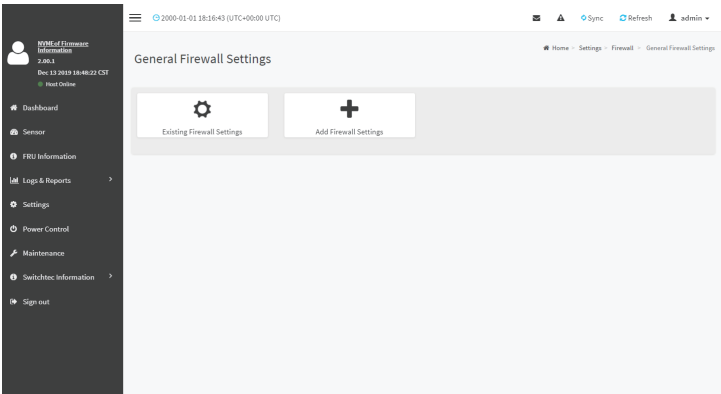 2000-01-01 18:16:43 (UTC+00:00 UTC)
Sync
Refresh
admin
NVMEof Firmware
Information
2.00.1
Dec 13 2019 18:48:22 CST
Host Online
Dashboard
Sensor
FRU Information
Logs & Reports
Settings
Power Control
Maintenance
Switchtec Information
Sign out
General Firewall Settings
Home > Settings > Firewall > General Firewall Settings
Existing Firewall Settings
Add Firewall Settings